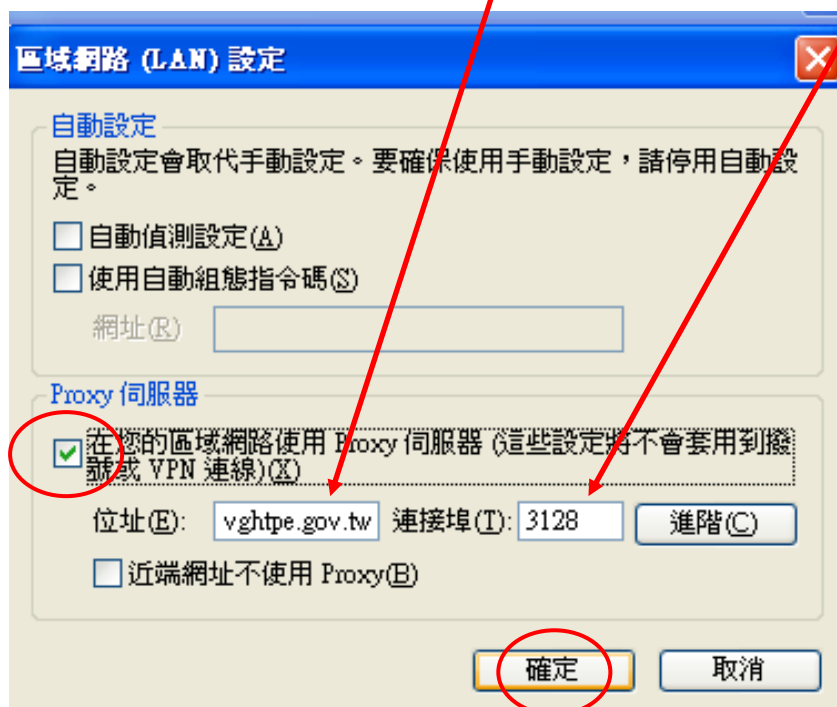 區域網路 (LAN) 設定
自動設定
自動設定會取代手動設定。要確保使用手動設定，請停用自動設
定。
自動偵測設定(A)
使用自動組態指令碼(S)
網址(R)
Proxy 伺服器
在您的區域網路使用 Proxy 伺服器 (這些設定將不會套用到撥
號或 VPN 連線)(X)
位址(E): vghtpe.gov.tw 連接埠(T): 3128 進階(C)
近端網址不使用 Proxy(B)
確定 取消